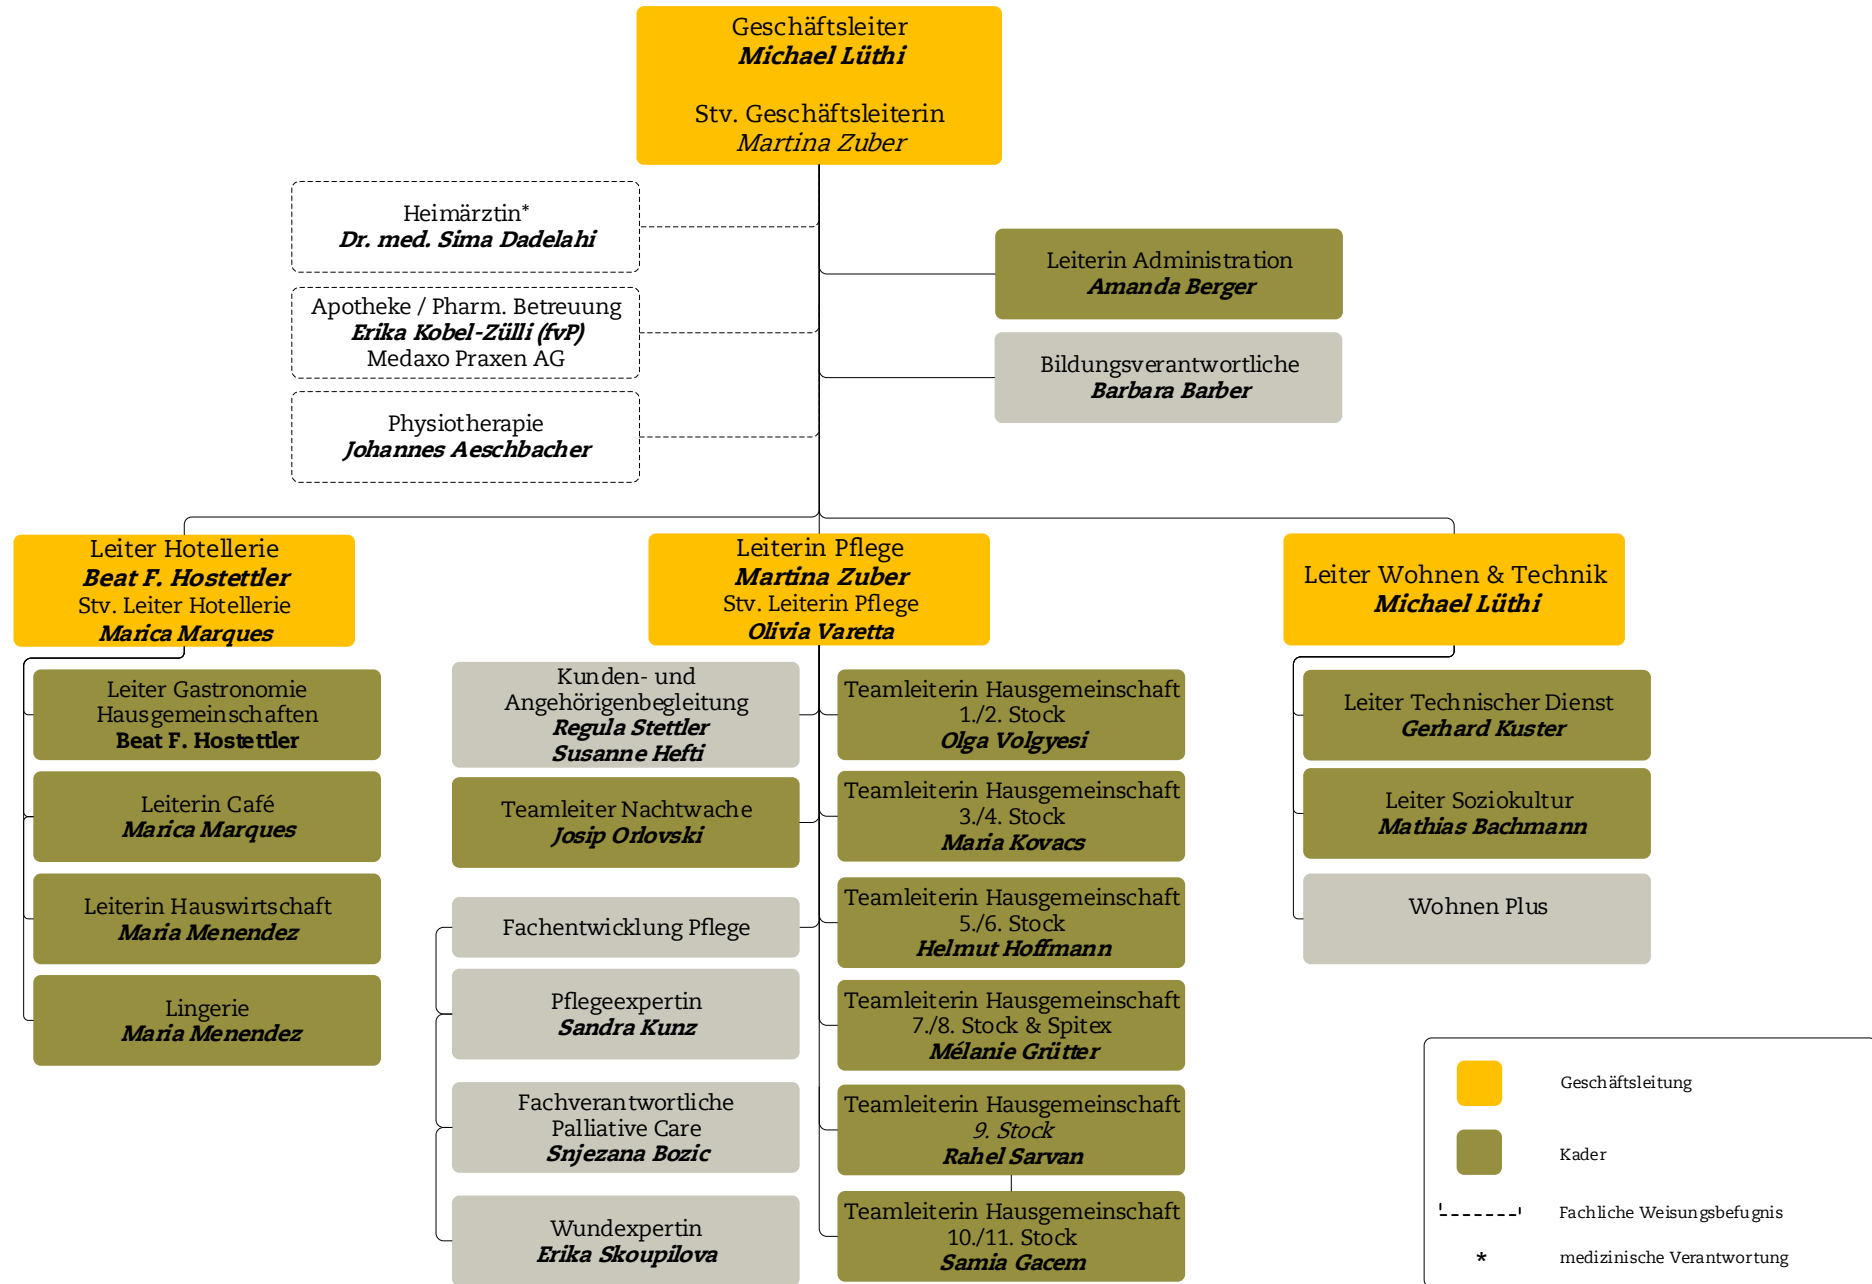 Geschäftsleiter
Michael Lüthi
Stv. Geschäftsleiterin
Martina Zuber
Heimärztin*
Dr. med. Sima Dadelahi
Apotheke / Pharm. Betreuung
Erika Kobel-Zülli (fvP)
Medaxo Praxen AG
Physiotherapie
Johannes Aeschbacher
Leiterin Administration
Amanda Berger
Bildungsverantwortliche
Barbara Barber
Leiter Hotellerie
Beat F. Hostettler
Stv. Leiter Hotellerie
Marica Marques
Leiter Gastronomie
Hausgemeinschaften
Beat F. Hostettler
Leiterin Café
Marica Marques
Leiterin Hauswirtschaft
Maria Menendez
Lingerie
Maria Menendez
Leiterin Pflege
Martina Zuber
Stv. Leiterin Pflege
Olivia Varetta
Kunden- und
Angehörigenbegleitung
Regula Stettler
Susanne Hefti
Teamleiter Nachtwache
Josip Orlovski
Fachentwicklung Pflege
Pflegeexpertin
Sandra Kunz
Fachverantwortliche
Palliative Care
Snjezana Bozic
Wundexpertin
Erika Skoupilova
Teamleiterin Hausgemeinschaft
1./2. Stock
Olga Volgyesi
Teamleiterin Hausgemeinschaft
3./4. Stock
Maria Kovacs
Teamleiterin Hausgemeinschaft
5./6. Stock
Helmut Hoffmann
Teamleiterin Hausgemeinschaft
7./8. Stock & Spitex
Mélanie Grütter
Teamleiterin Hausgemeinschaft
9. Stock
Rahel Sarvan
Teamleiterin Hausgemeinschaft
10./11. Stock
Samia Gacem
Leiter Wohnen & Technik
Michael Lüthi
Leiter Technischer Dienst
Gerhard Kuster
Leiter Soziokultur
Mathias Bachmann
Wohnen Plus
Geschäftsleitung
Kader
Fachliche Weisungsbefugnis
* medizinische Verantwortung